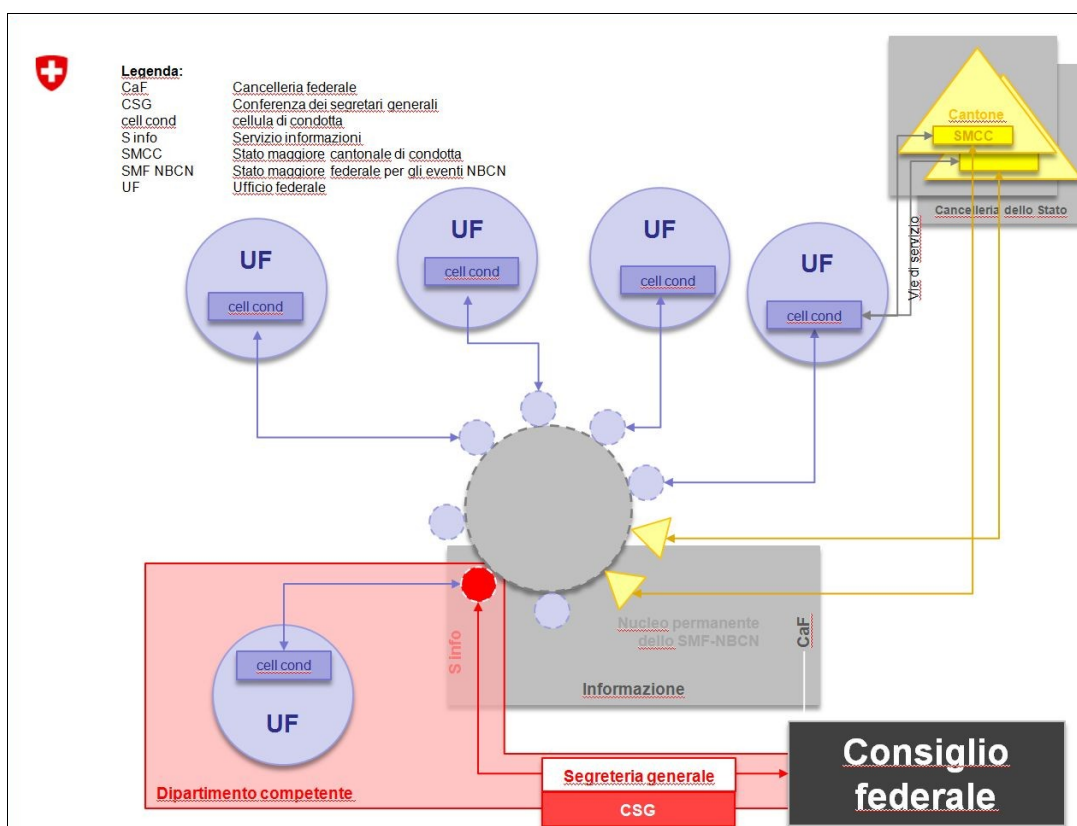 Legenda:
CaF Cancelleria federale
CSG Conferenza dei segretari generali
cell cond cellula di condotta
S info Servizio informazioni
SMCC Stato maggiore cantonale di condotta
SMF NBCN Stato maggiore federale per gli eventi NBCN
UF Ufficio federale
Cantone
SMCC
Cancelleria dello Stato
Vie di servizio
UF
cell cond
UF
cell cond
UF
cell cond
UF
cell cond
Nucleo permanente
dello SMF-NBCN
CaF
S info
Informazione
cell cond
UF
Dipartimento competente
Segreteria generale
CSG
Consiglio
federale